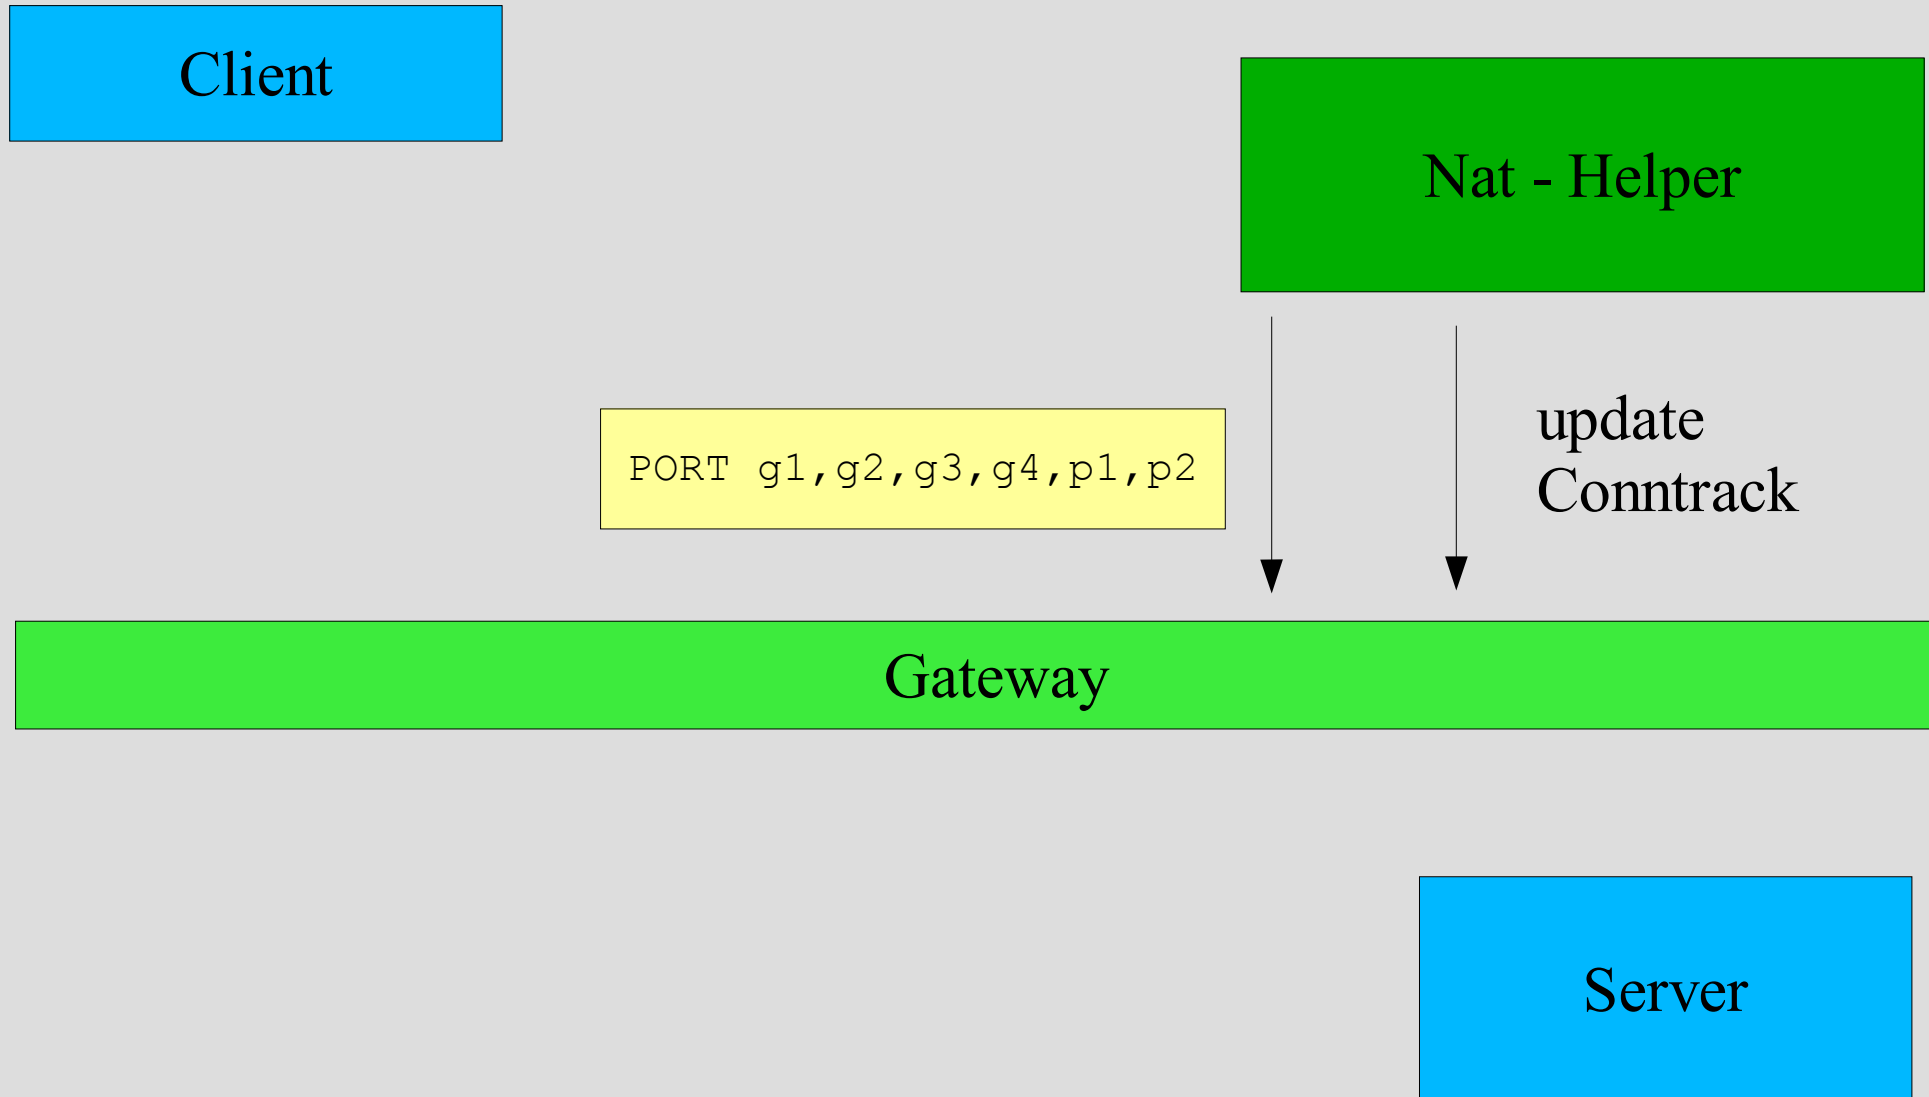 Client
Nat - Helper
PORT g1,g2,g3,g4,p1,p2
update
Conntrack
Gateway
Server